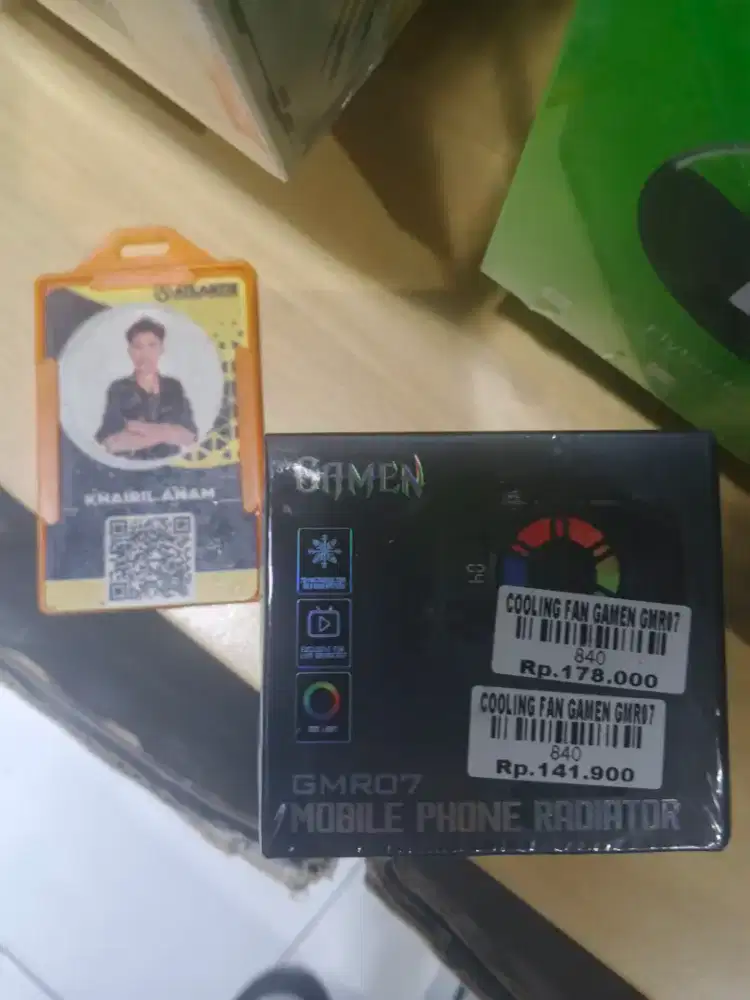 ATLANTIS
KHAIRIL ANAM
GAMEN
COOLING FAN GAMEN GMR07
840
Rp.178.000
COOLING FAN GAMEN GMR07
840
Rp.141.900
GMR07
MOBILE PHONE RADIATOR